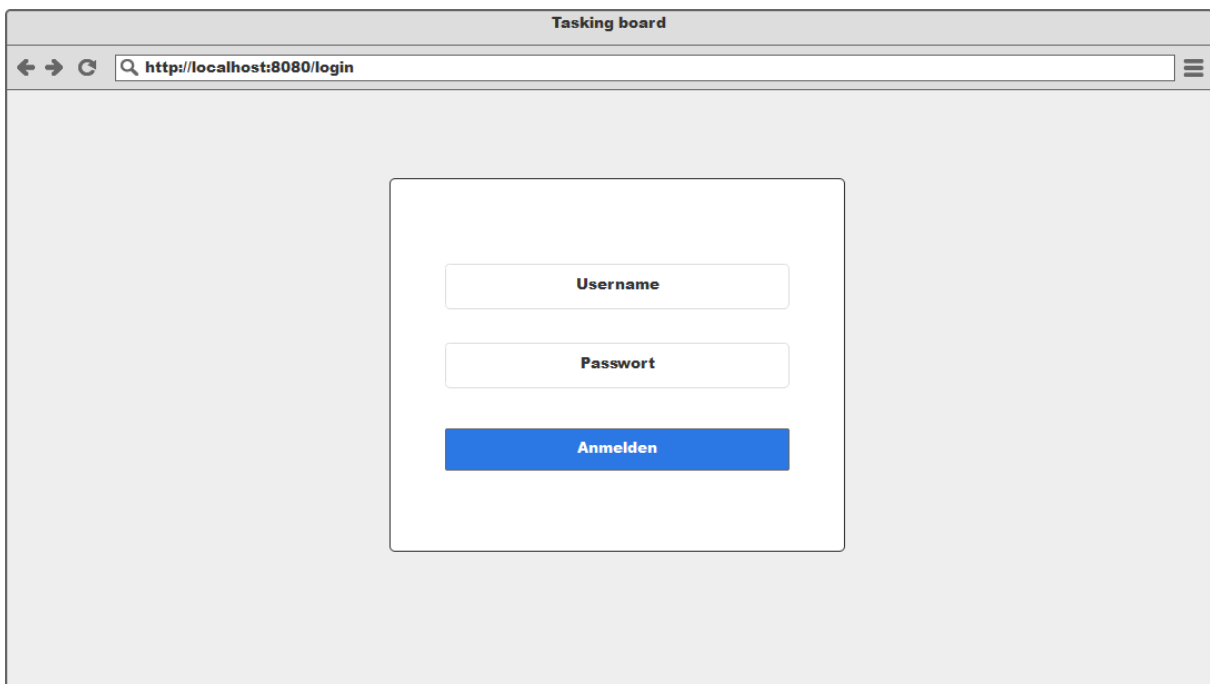 Tasking board
http://localhost:8080/login
Username
Passwort
Anmelden